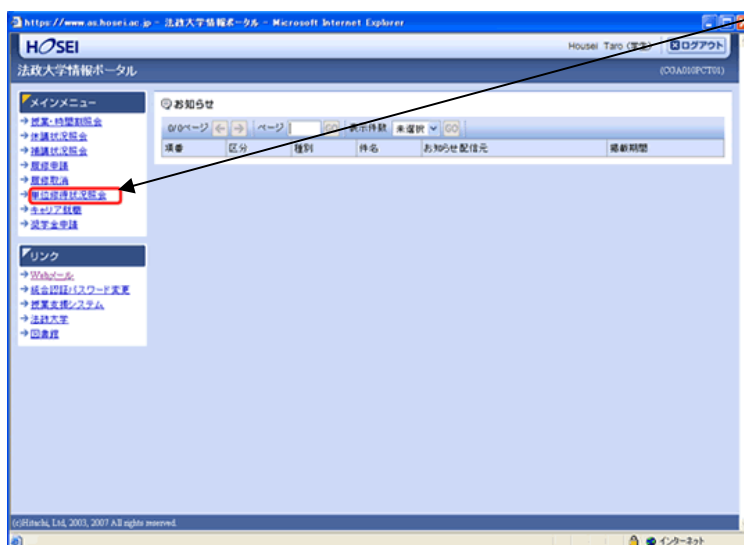 https://www.as.hosei.ac.jp - 法政大学情報ポータル - Microsoft Internet Explorer
HOSEI
Housei Taro (学生)
ログアウト
法政大学情報ポータル
(CGA010PCT01)
メインメニュー
授業・時間割照会
休講状況照会
補講状況照会
履修申請
履修取消
単位修得状況照会
キャリア就職
奨学金申請
お知らせ
0/0ページ
ページ
GO
表示件数
未選択
GO
項番
区分
種別
件名
お知らせ配信元
掲載期間
リンク
Webメール
統合認証パスワード変更
授業支援システム
法政大学
図書館
(c)Hitachi, Ltd, 2003, 2007 All rights reserved.
インターネット